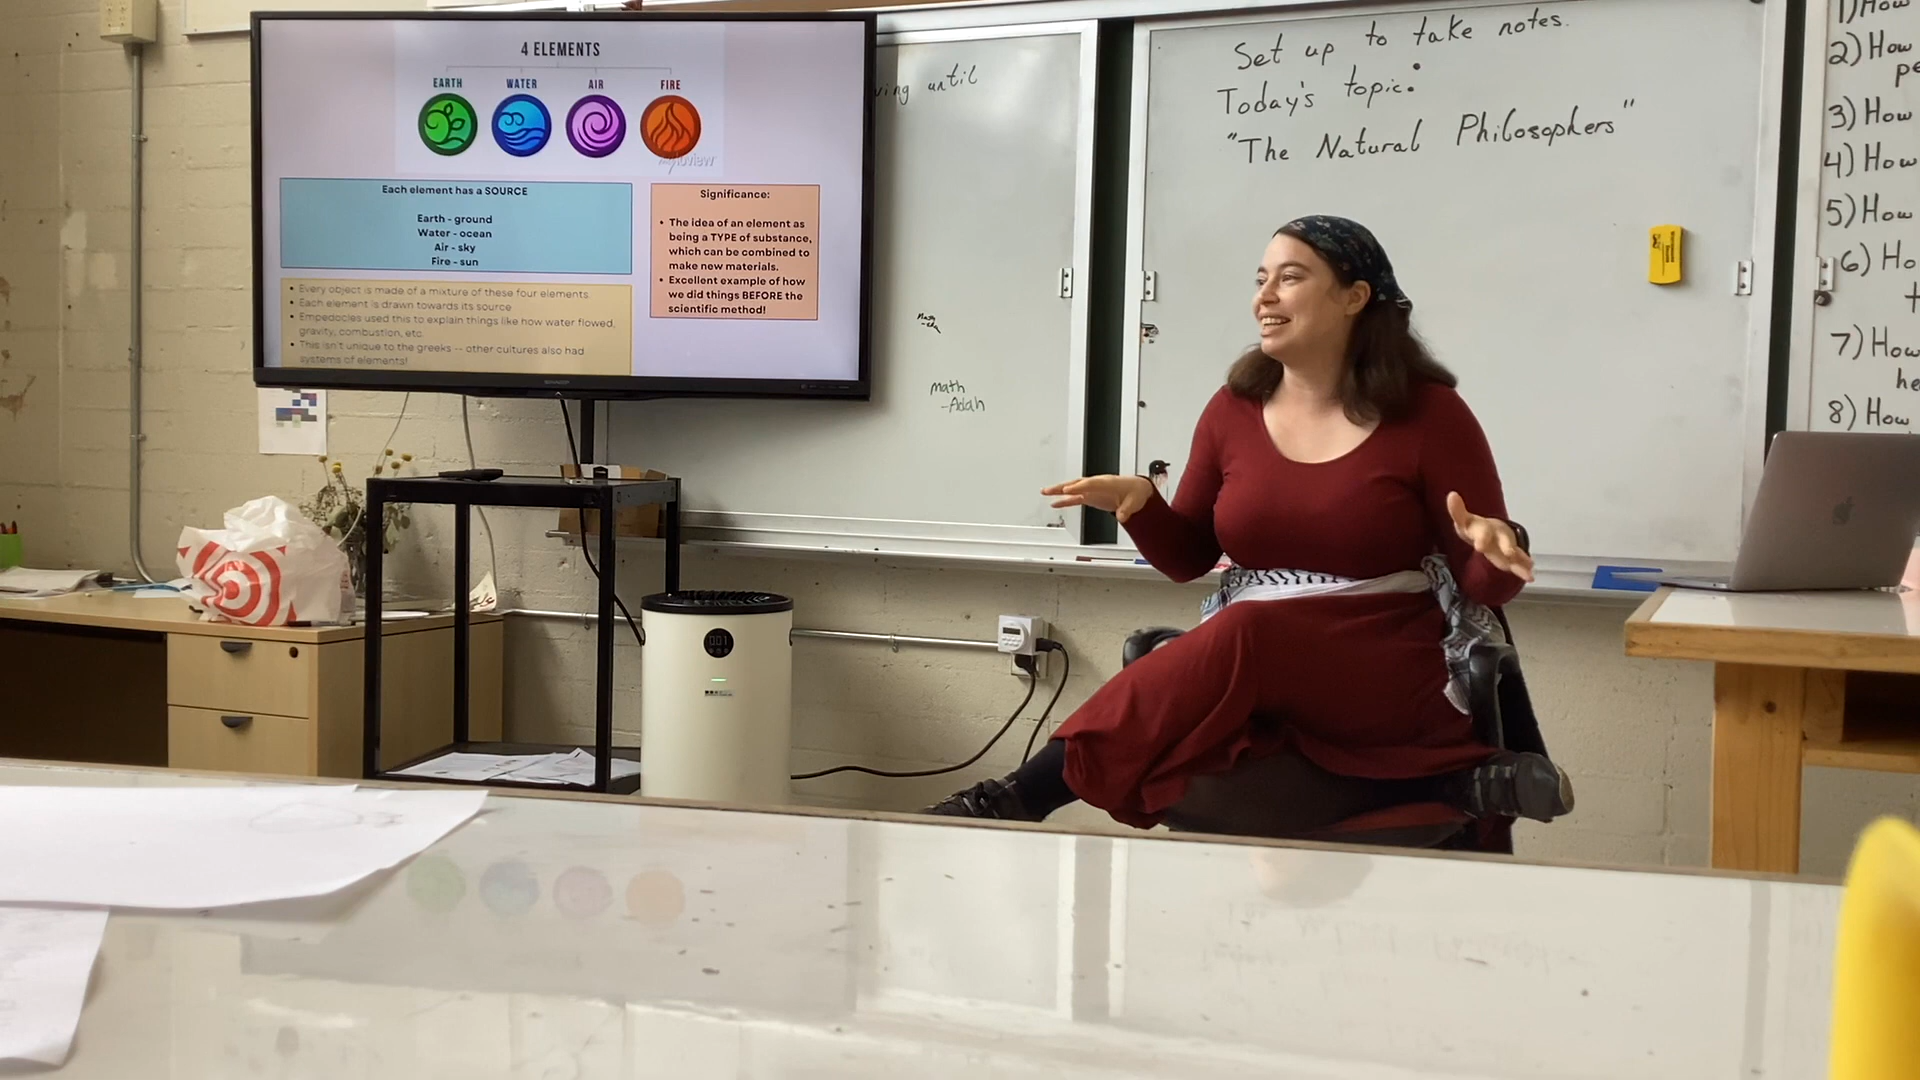 4 ELEMENTS
EARTH WATER AIR FIRE
Each element has a SOURCE
Earth - ground
Water - ocean
Air - sky
Fire - sun
• Every object is made of a mixture of these four elements
• Each element is drawn towards its source
• Empedocles used this to explain things like how water flowed,
gravity, combustion, etc.
• This isn't unique to the greeks -- other cultures also had
systems of elements!
Significance:
• The idea of an element as
being a TYPE of substance,
which can be combined to
make new materials.
• Excellent example of how
we did things BEFORE the
scientific method!
SHARP
until
math
-Adah
Set up to take notes.
Today's topic:
"The Natural Philosophers"
1) How
2) How
3) How
4) How
5) How
6) Ho
7) How
he
8) How
001